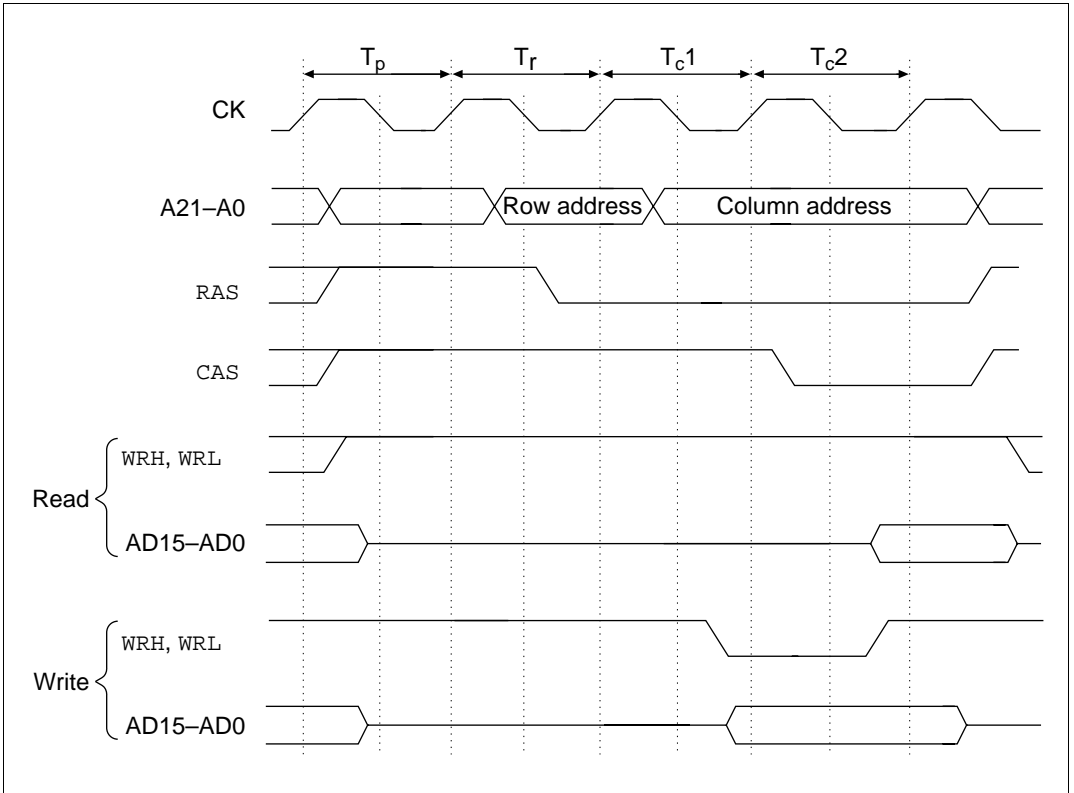 Tp Tr Tc1 Tc2
CK
A21–A0 Row address Column address
RAS
CAS
WRH, WRL
Read
AD15–AD0
WRH, WRL
Write
AD15–AD0